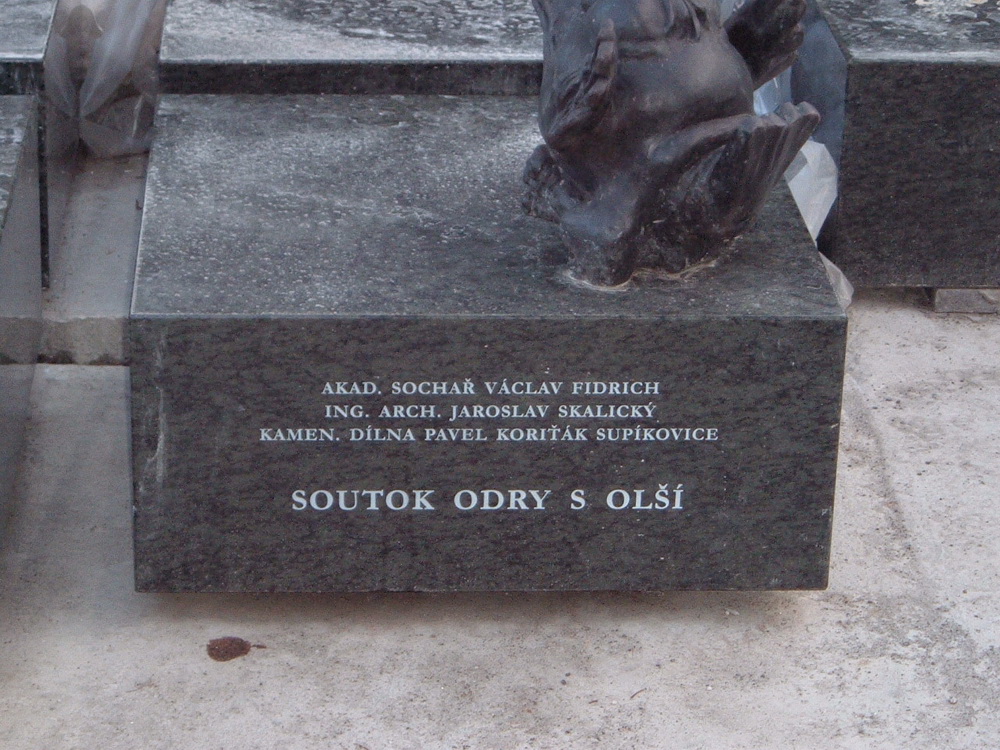 AKAD. SOCHAŘ VÁCLAV FIDRICH
ING. ARCH. JAROSLAV SKALICKÝ
KAMEN. DÍLNA PAVEL KORIŤÁK SUPÍKOVICE
SOUTOK ODRY S OLŠÍ